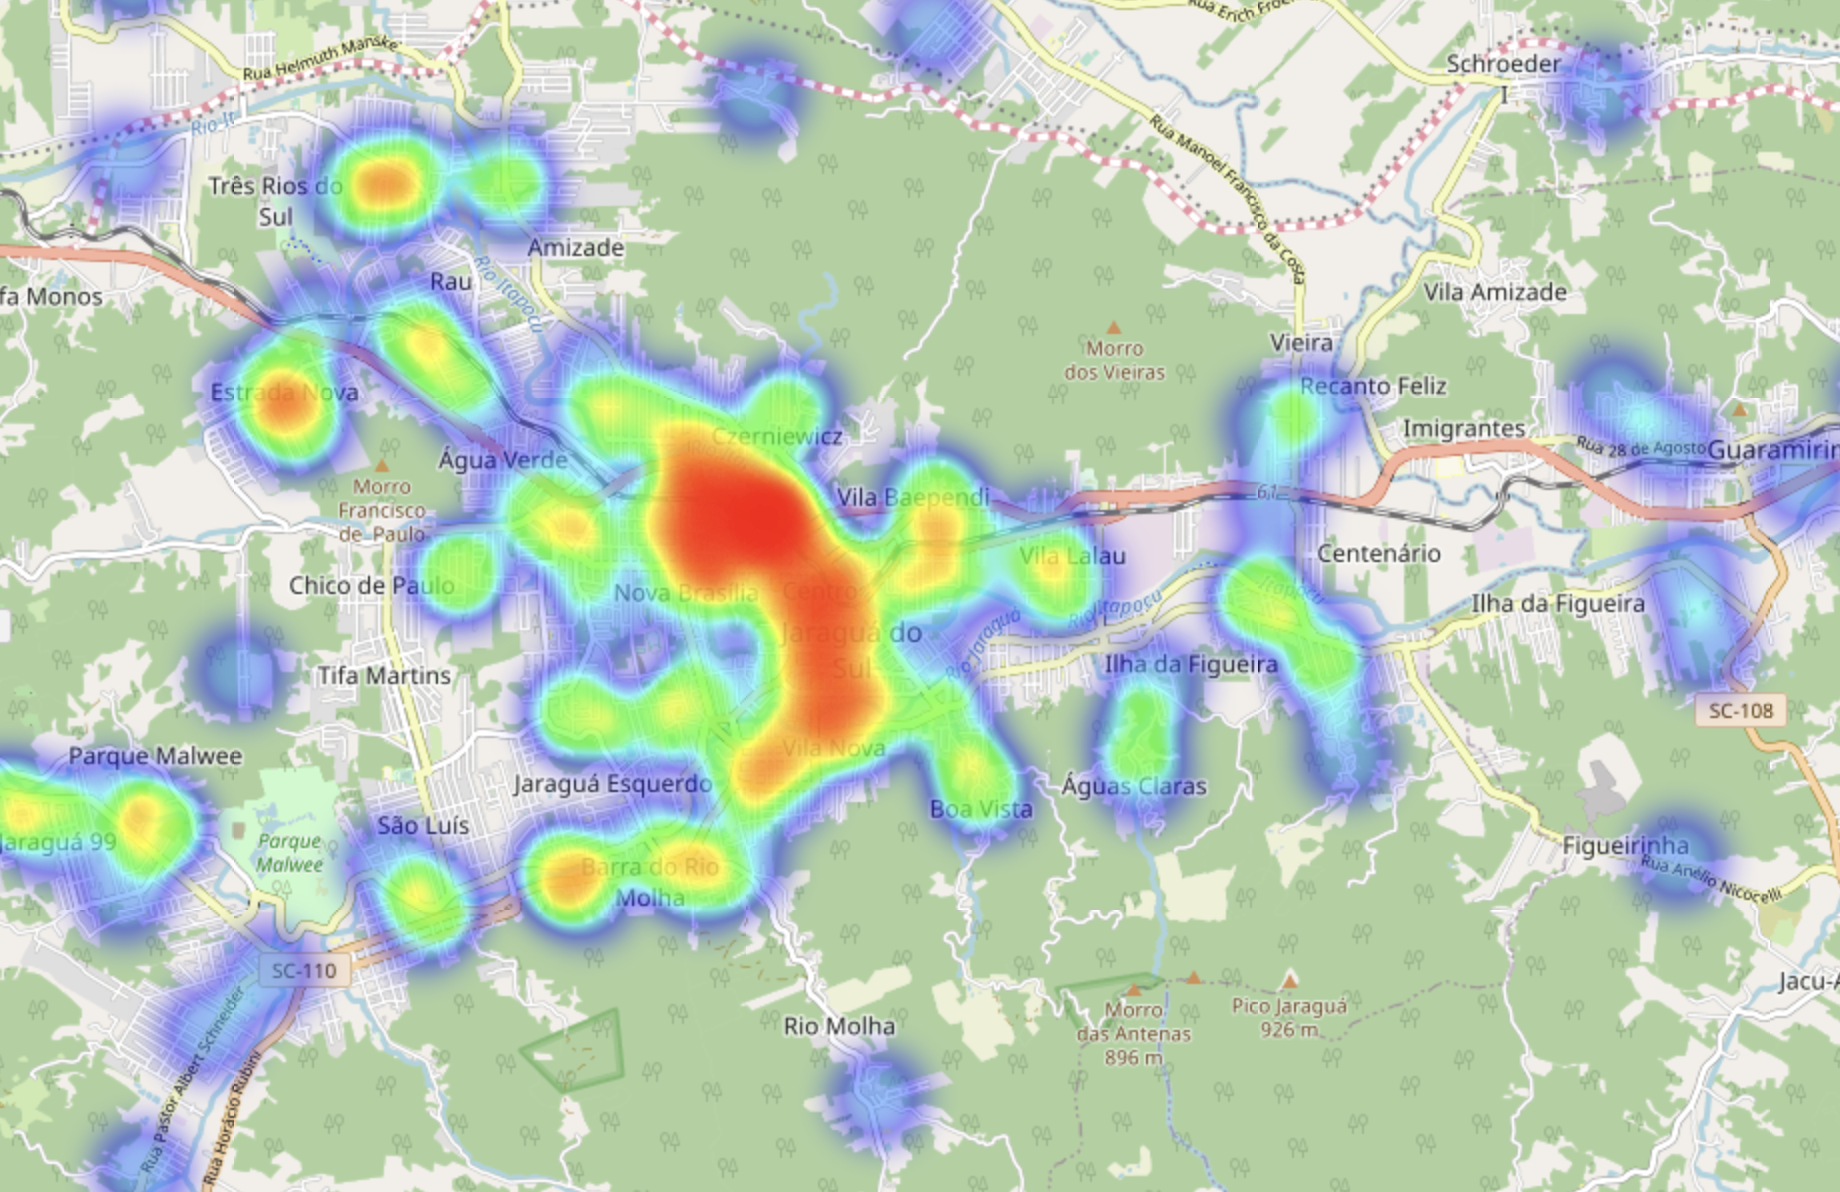 Rua Erich Froe
Rua Helmuth Manske
Schroeder
I
Rio It
Rua Manoel Francisco da Costa
Três Rios do
Sul
Amizade
Rio Itapocu
Rau
fa Monos
Vila Amizade
Morro
dos Vieiras
Vieira
Estrada Nova
Recanto Feliz
Czerniewicz
Imigrantes
Rua 28 de Agosto
Guaramirin
Água Verde
Morro
Francisco
de Paulo
Vila Baependi
61
Vila Lalau
Centenário
Chico de Paulo
Nova Brasília
Centro
Itapocu
Rio Itapocu
Ilha da Figueira
Jaraguá do
Sul
Rio Jaraguá
Ilha da Figueira
Tifa Martins
SC-108
Parque Malwee
Vila Nova
Jaraguá Esquerdo
Águas Claras
Boa Vista
São Luís
Jaraguá 99
Parque
Malwee
Figueirinha
Rua Anélio Nicocelli
Barra do Rio
Molha
SC-110
Jacu-A
Pico Jaraguá
926 m
Morro
das Antenas
896 m
Rio Molha
Rua Pastor Albert Schneider
Rua Horácio Rubini